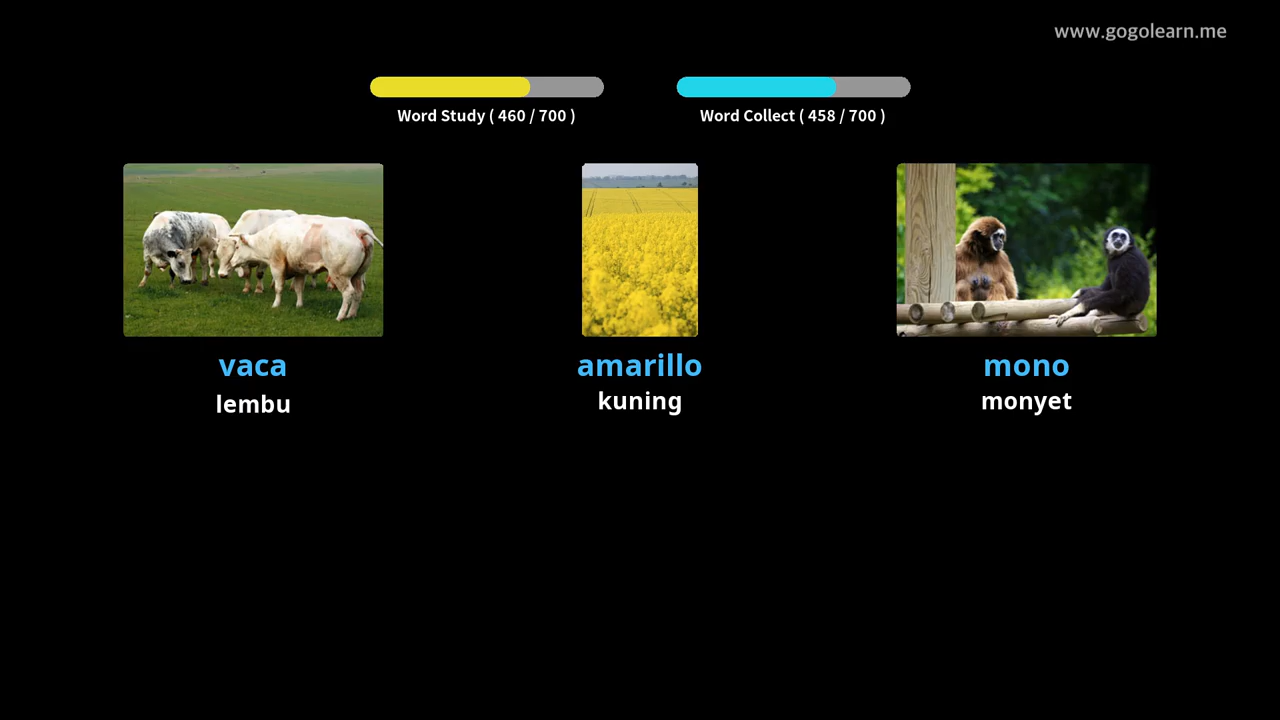 www.gogolearn.me
Word Study ( 460 / 700 )
Word Collect ( 458 / 700 )
vaca
lembu
amarillo
kuning
mono
monyet